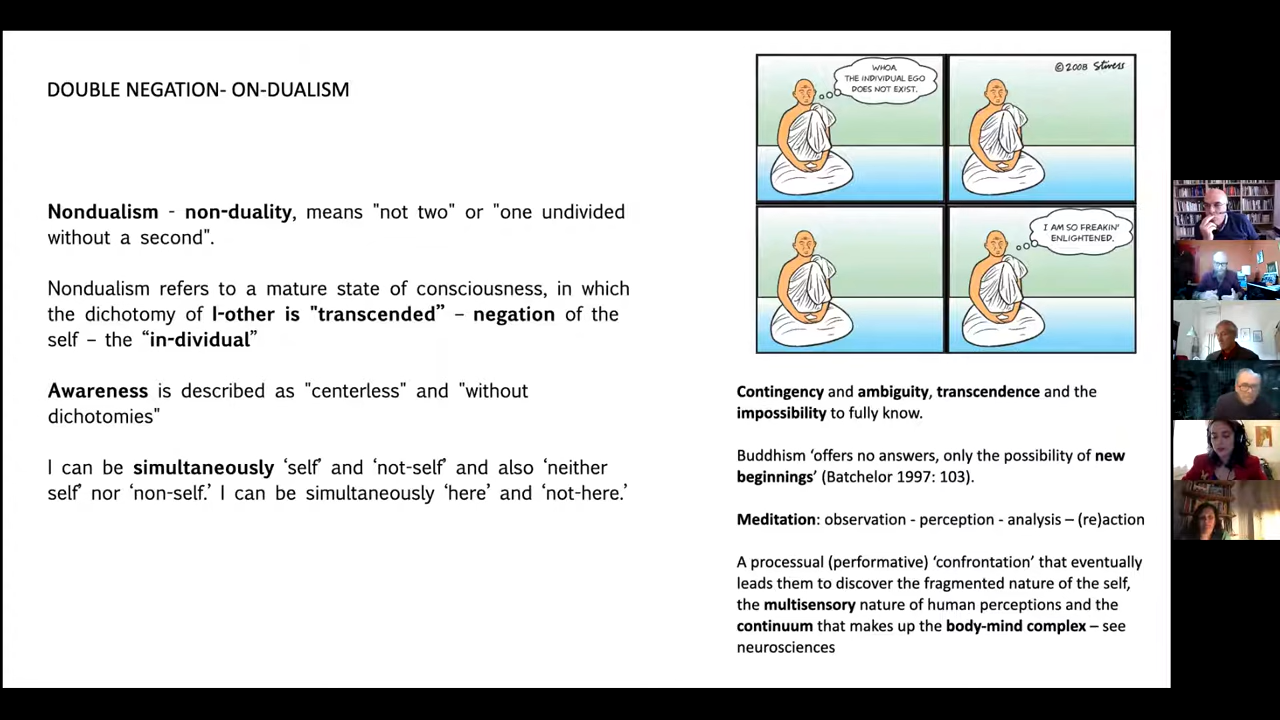 DOUBLE NEGATION- ON-DUALISM
Nondualism - non-duality, means "not two" or "one undivided
without a second".
Nondualism refers to a mature state of consciousness, in which
the dichotomy of I-other is "transcended” – negation of the
self – the “in-dividual”
Awareness is described as "centerless" and "without
dichotomies"
I can be simultaneously ‘self’ and ‘not-self’ and also ‘neither
self’ nor ‘non-self.’ I can be simultaneously ‘here’ and ‘not-here.’
WHOA.
THE INDIVIDUAL EGO
DOES NOT EXIST.
© 2008 Stivers
I AM SO FREAKIN'
ENLIGHTENED.
Contingency and ambiguity, transcendence and the
impossibility to fully know.
Buddhism ‘offers no answers, only the possibility of new
beginnings’ (Batchelor 1997: 103).
Meditation: observation - perception - analysis – (re)action
A processual (performative) ‘confrontation’ that eventually
leads them to discover the fragmented nature of the self,
the multisensory nature of human perceptions and the
continuum that makes up the body-mind complex – see
neurosciences